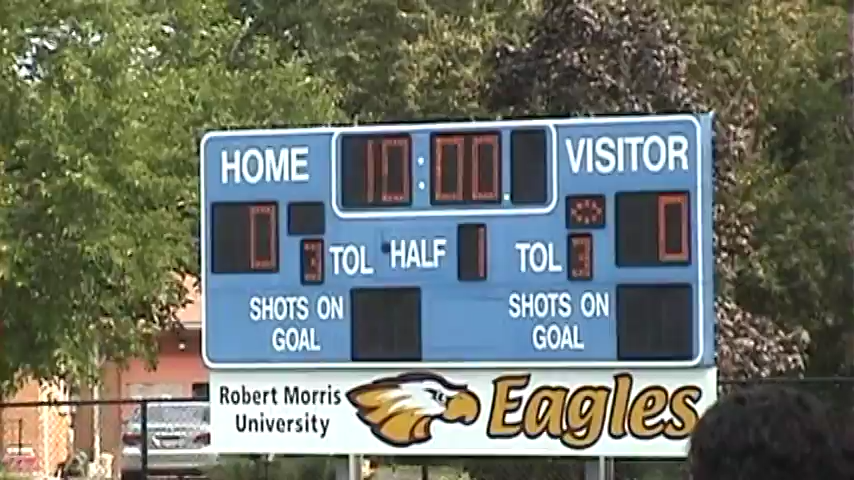 HOME 10:00. VISITOR
0 3 TOL HALF 1 TOL 3 0
SHOTS ON GOAL SHOTS ON GOAL
Robert Morris
University
Eagles